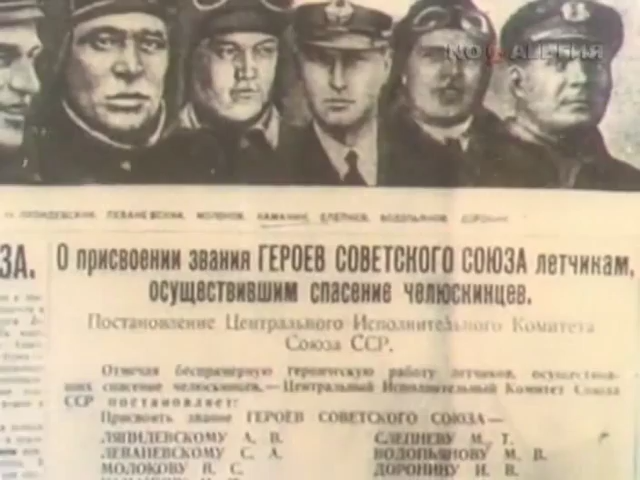 НОСТАЛЬГИЯ
ЛЯПИДЕВСКИЙ, ЛЕВАНЕВСКИЙ, МОЛОКОВ, КАМАНИН, СЛЕПНЕВ, ВОДОПЬЯНОВ, ДОРОНИН.
ЗА.
О присвоении звания ГЕРОЕВ СОВЕТСКОГО СОЮЗА летчикам,
осуществившим спасение челюскинцев.
Постановление Центрального Исполнительного Комитета
Союза ССР.
Отмечая беспримерную героическую работу летчиков, осуществив-
ших спасение челюскинцев,—Центральный Исполнительный Комитет Союза
ССР постановляет:
Присвоить звание ГЕРОЕВ СОВЕТСКОГО СОЮЗА—
ЛЯПИДЕВСКОМУ А. В.
СЛЕПНЕВУ М. Т.
ЛЕВАНЕВСКОМУ С. А.
ВОДОПЬЯНОВУ М. В.
МОЛОКОВУ В. С.
ДОРОНИНУ И. В.